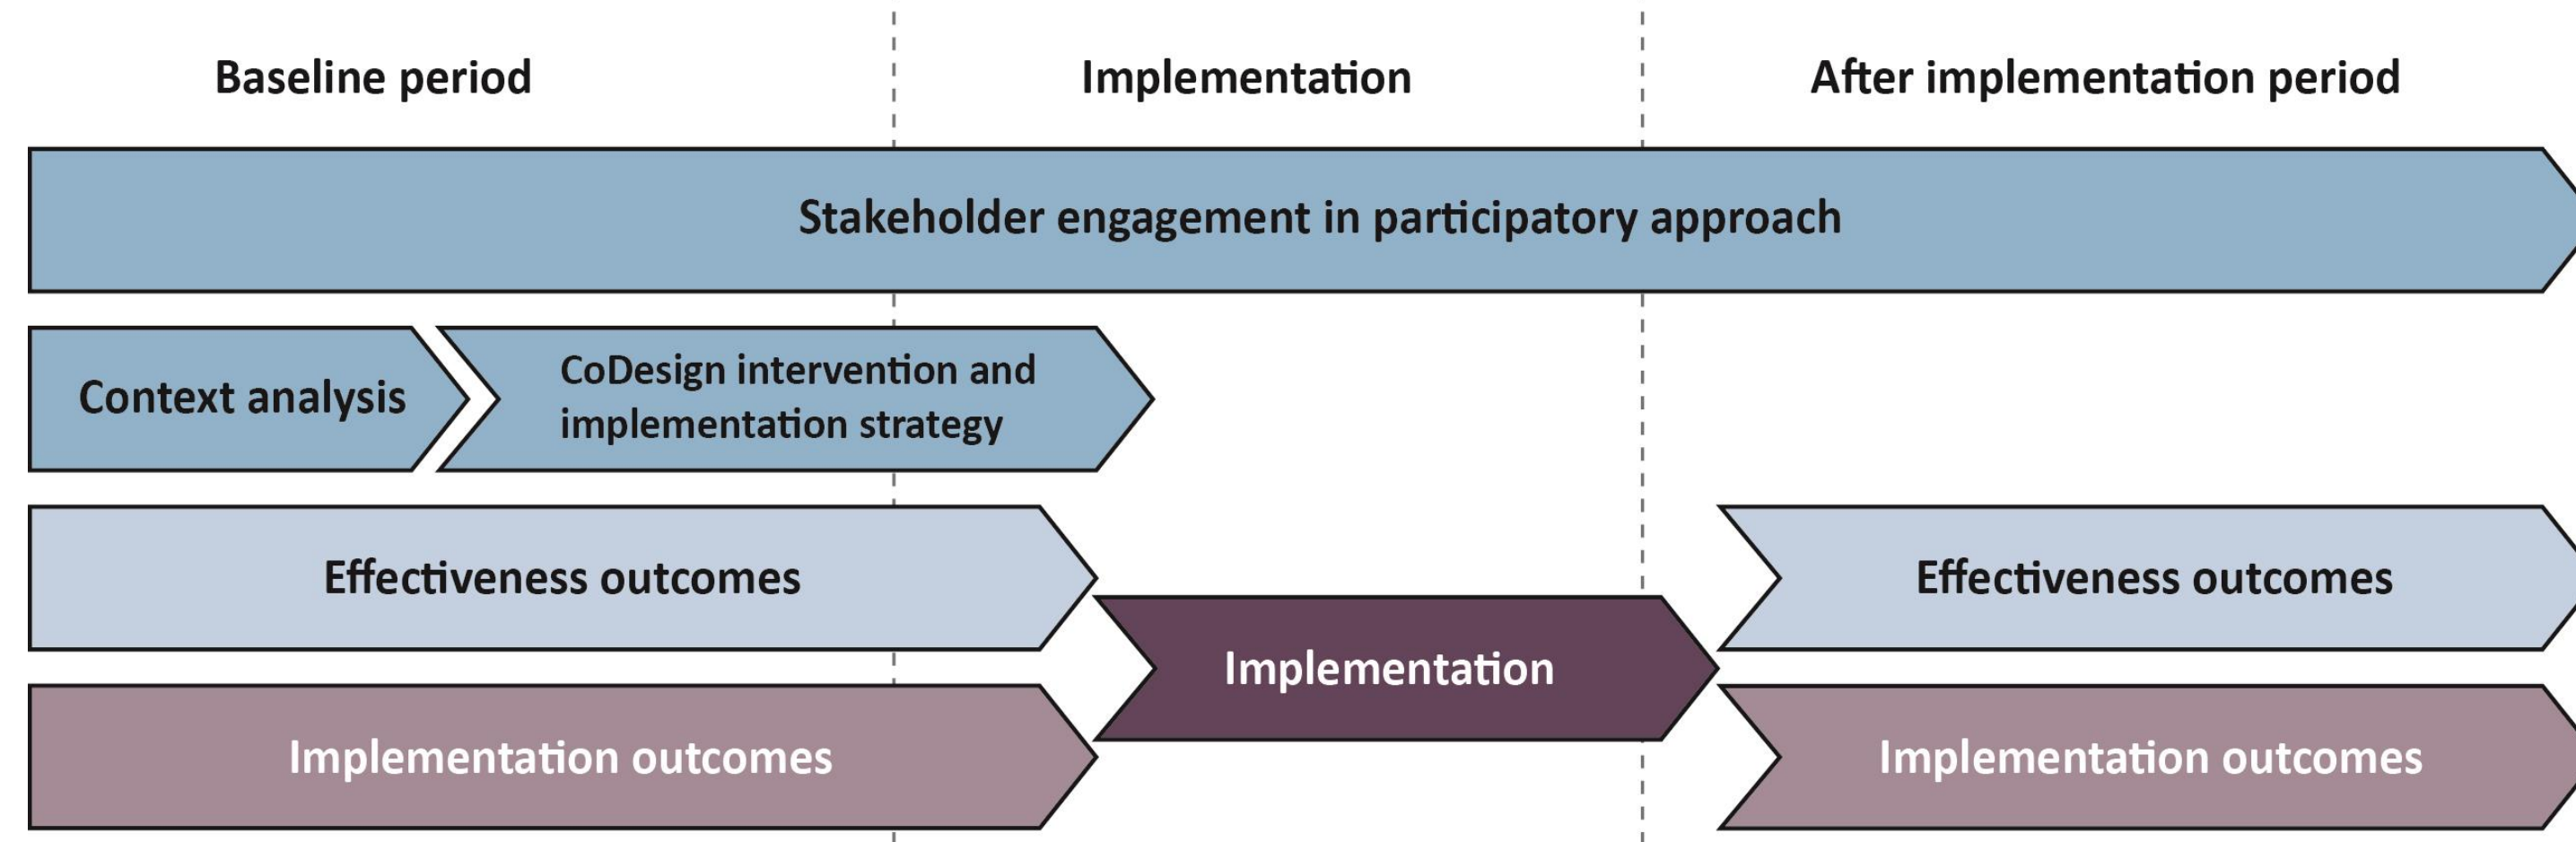 Baseline period
Implementation
After implementation period
Stakeholder engagement in participatory approach
Context analysis
CoDesign intervention and
implementation strategy
Effectiveness outcomes
Effectiveness outcomes
Implementation
Implementation outcomes
Implementation outcomes